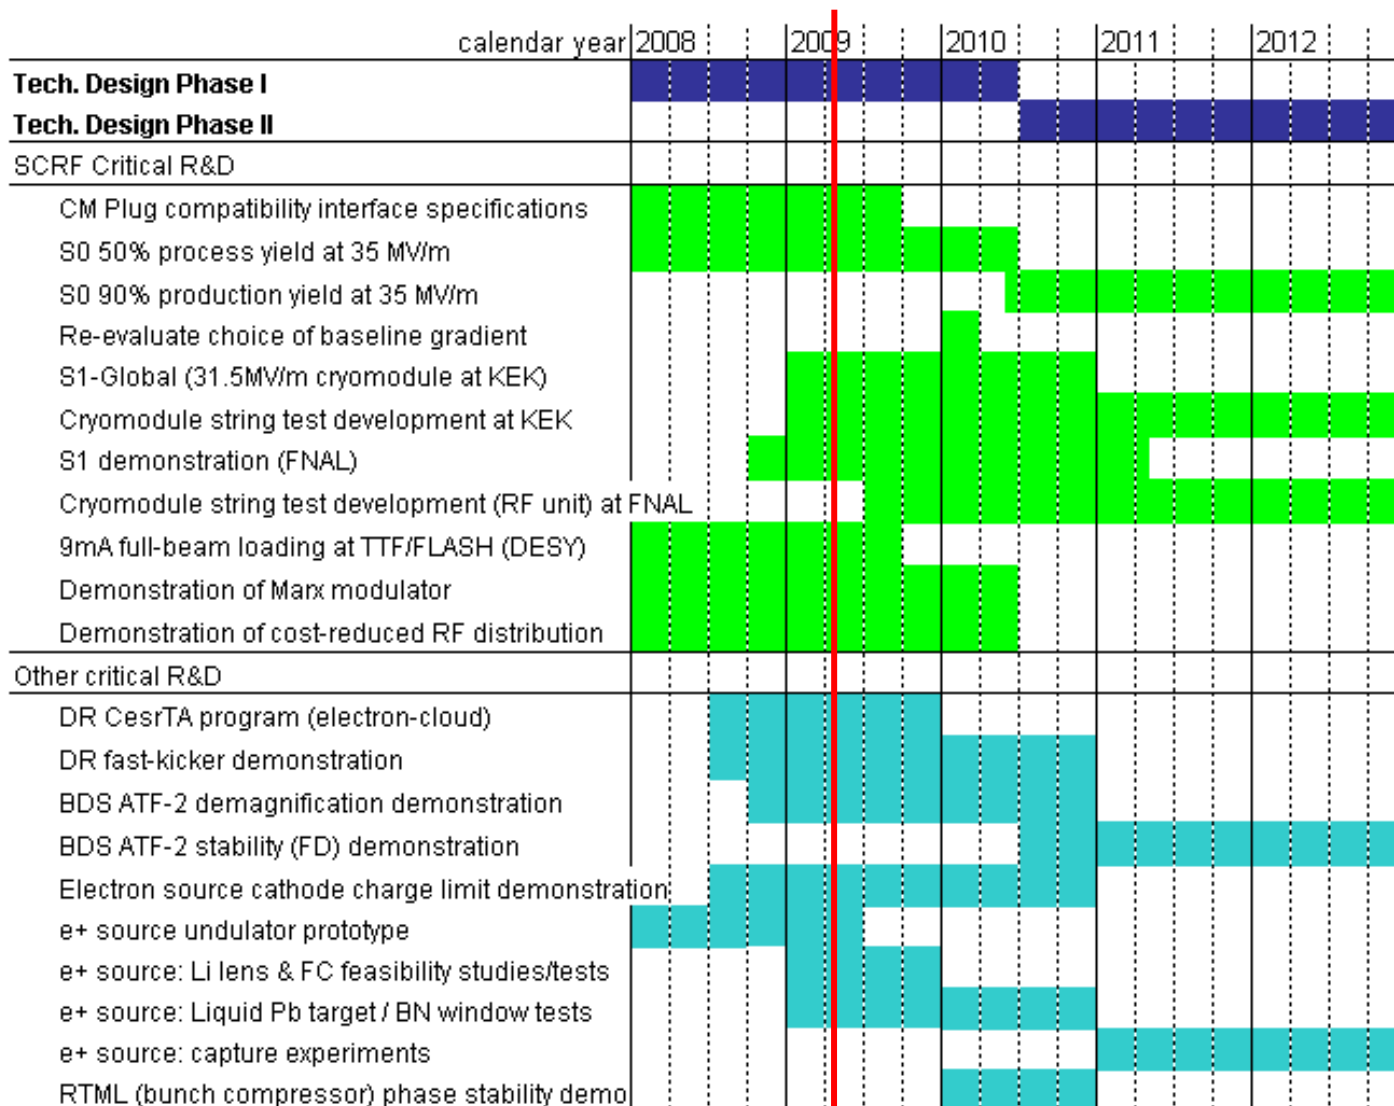 calendar year 2008 2009 2010 2011 2012
Tech. Design Phase I
Tech. Design Phase II
SCRF Critical R&D
CM Plug compatibility interface specifications
S0 50% process yield at 35 MV/m
S0 90% production yield at 35 MV/m
Re-evaluate choice of baseline gradient
S1-Global (31.5MV/m cryomodule at KEK)
Cryomodule string test development at KEK
S1 demonstration (FNAL)
Cryomodule string test development (RF unit) at FNAL
9mA full-beam loading at TTF/FLASH (DESY)
Demonstration of Marx modulator
Demonstration of cost-reduced RF distribution
Other critical R&D
DR CesrTA program (electron-cloud)
DR fast-kicker demonstration
BDS ATF-2 demagnification demonstration
BDS ATF-2 stability (FD) demonstration
Electron source cathode charge limit demonstration
e+ source undulator prototype
e+ source: Li lens & FC feasibility studies/tests
e+ source: Liquid Pb target / BN window tests
e+ source: capture experiments
RTML (bunch compressor) phase stability demo